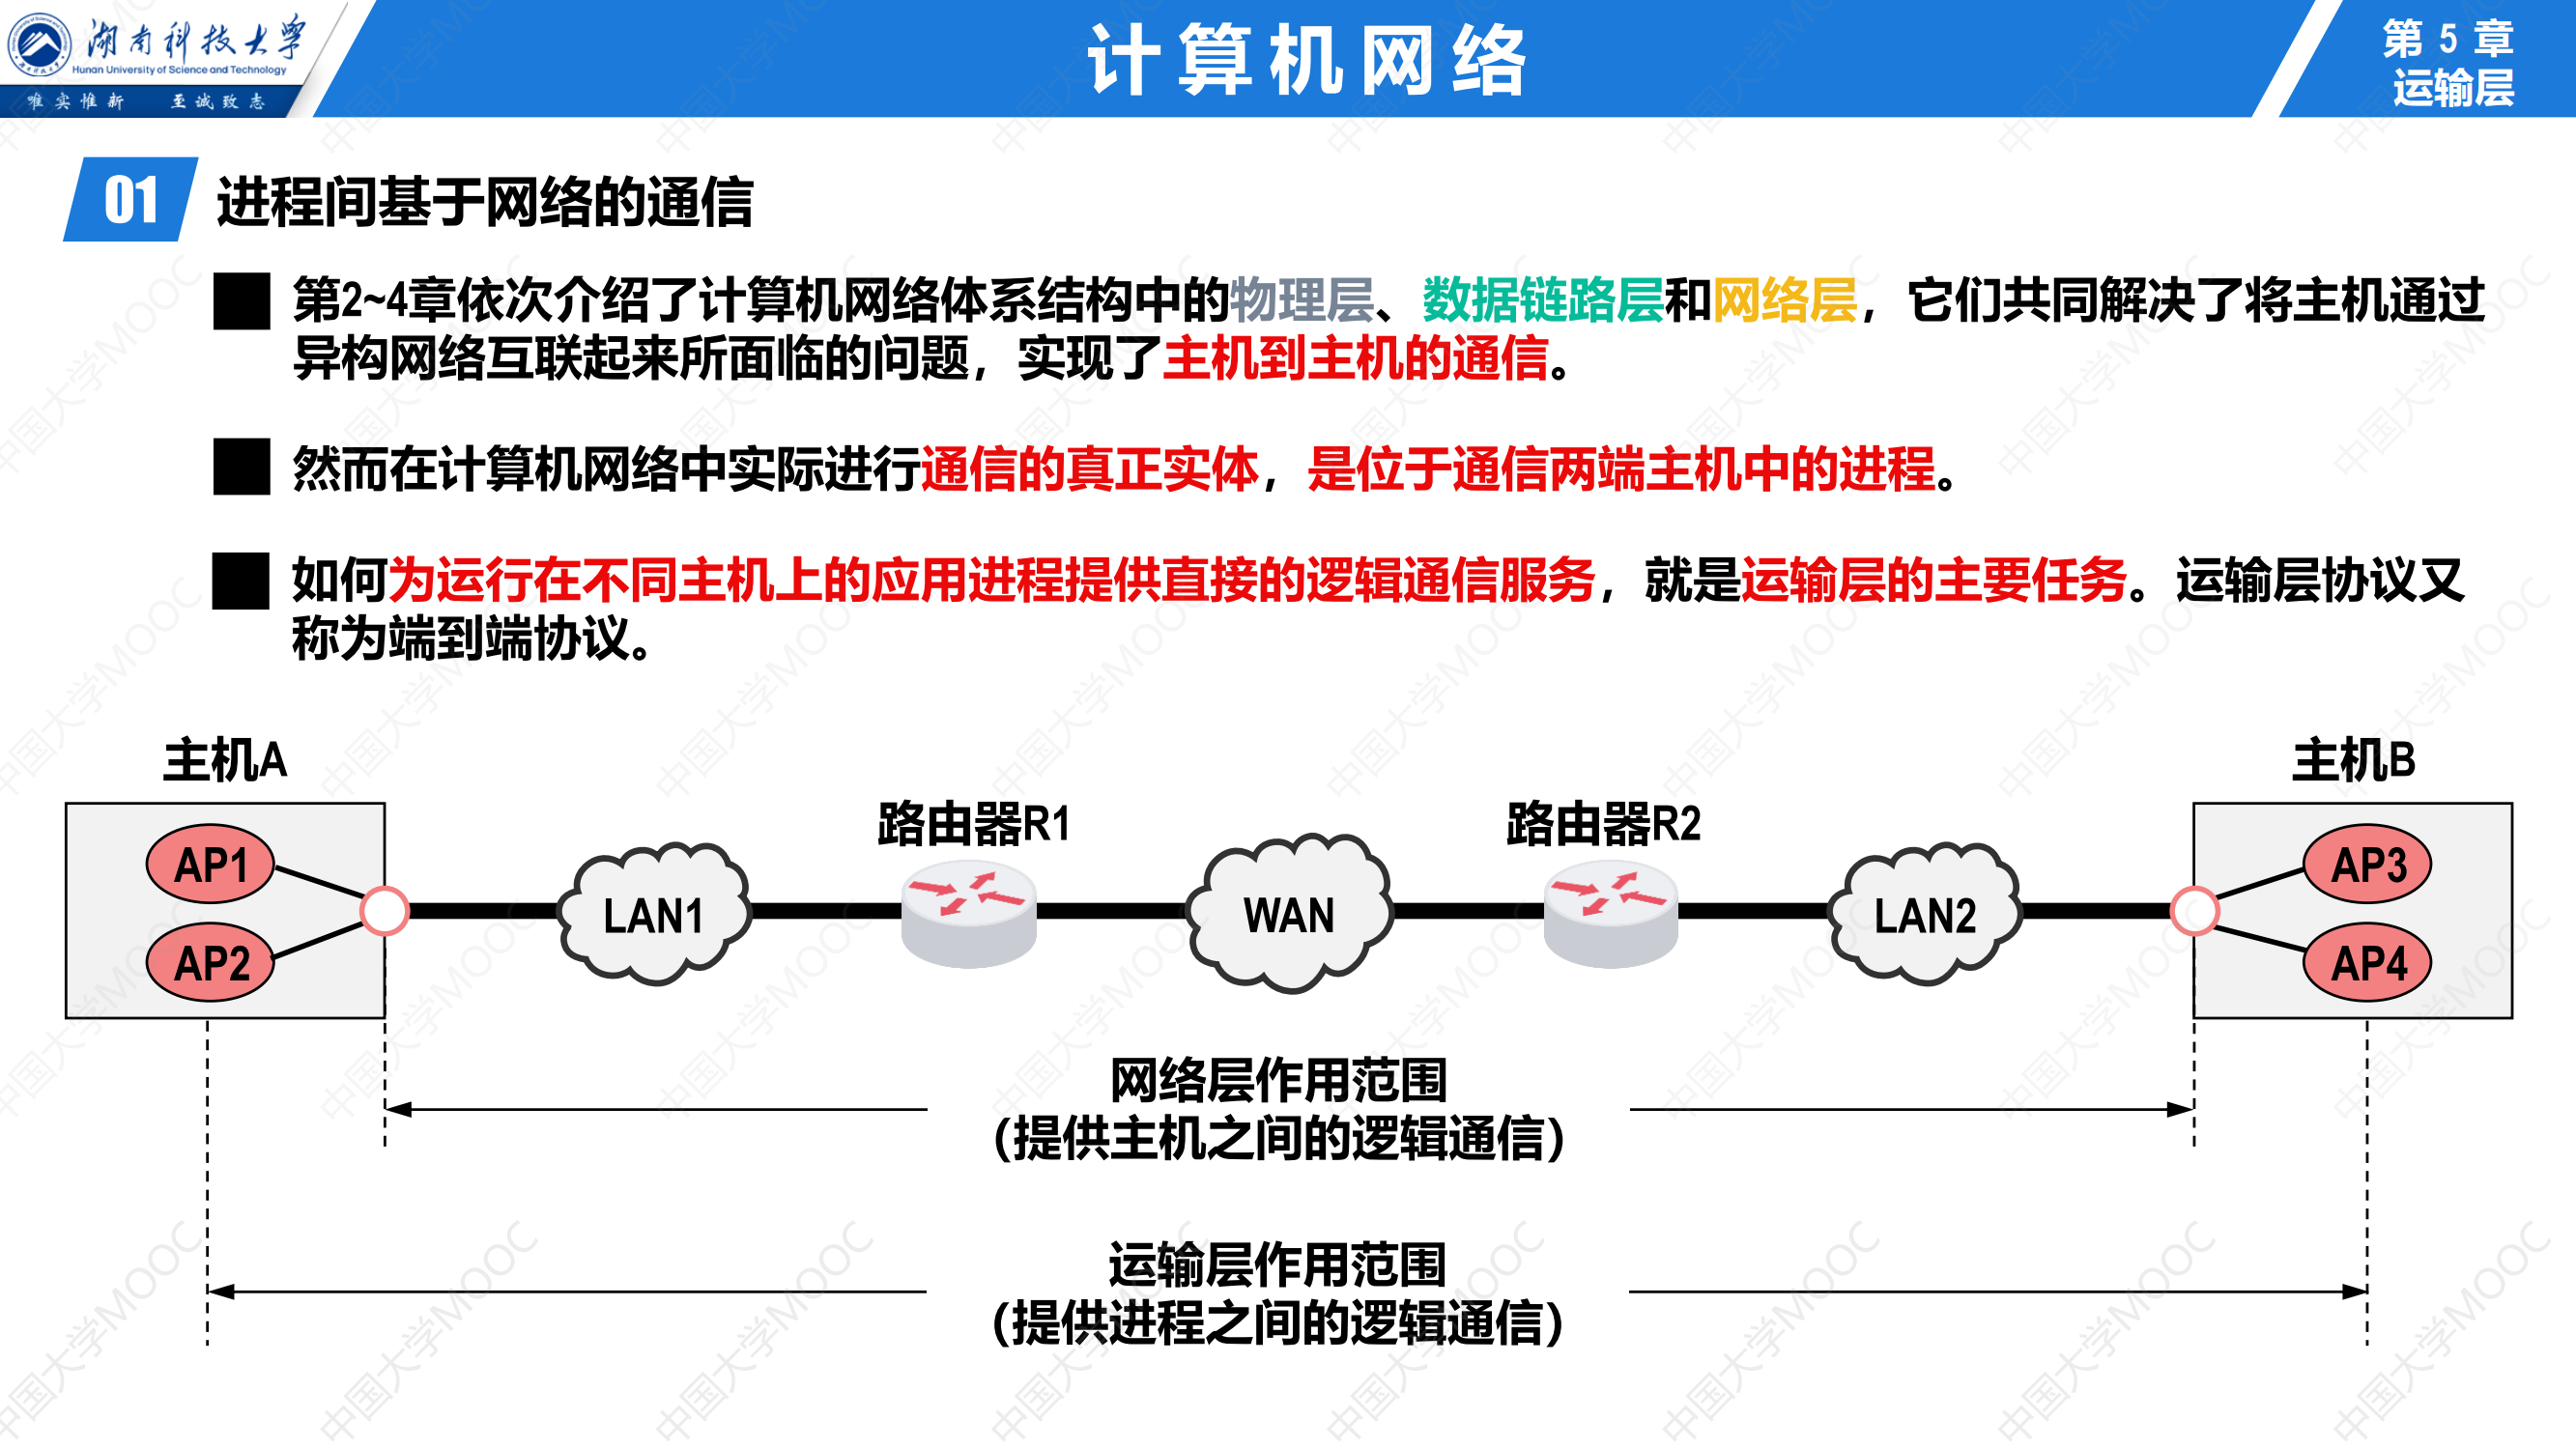 湖南科技大学
Hunan University of Science and Technology
唯实惟新 至诚致志
计算机网络
第 5 章
运输层
01 进程间基于网络的通信
第2~4章依次介绍了计算机网络体系结构中的物理层、数据链路层和网络层，它们共同解决了将主机通过
异构网络互联起来所面临的问题，实现了主机到主机的通信。
然而在计算机网络中实际进行通信的真正实体，是位于通信两端主机中的进程。
如何为运行在不同主机上的应用进程提供直接的逻辑通信服务，就是运输层的主要任务。运输层协议又
称为端到端协议。
主机A
主机B
路由器R1
路由器R2
AP1
AP2
LAN1
WAN
LAN2
AP3
AP4
网络层作用范围
（提供主机之间的逻辑通信）
运输层作用范围
（提供进程之间的逻辑通信）
中国大学MOOC